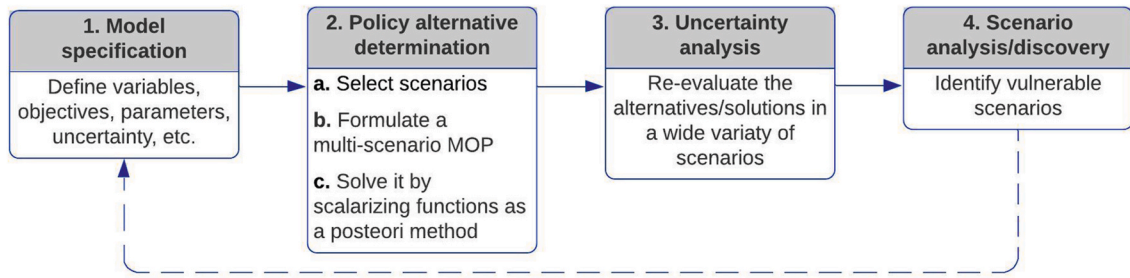 1. Model
specification
Define variables,
objectives, parameters,
uncertainty, etc.
2. Policy alternative
determination
a. Select scenarios
b. Formulate a
multi-scenario MOP
c. Solve it by
scalarizing functions as
a posteori method
3. Uncertainty
analysis
Re-evaluate the
alternatives/solutions in
a wide variaty of
scenarios
4. Scenario
analysis/discovery
Identify vulnerable
scenarios